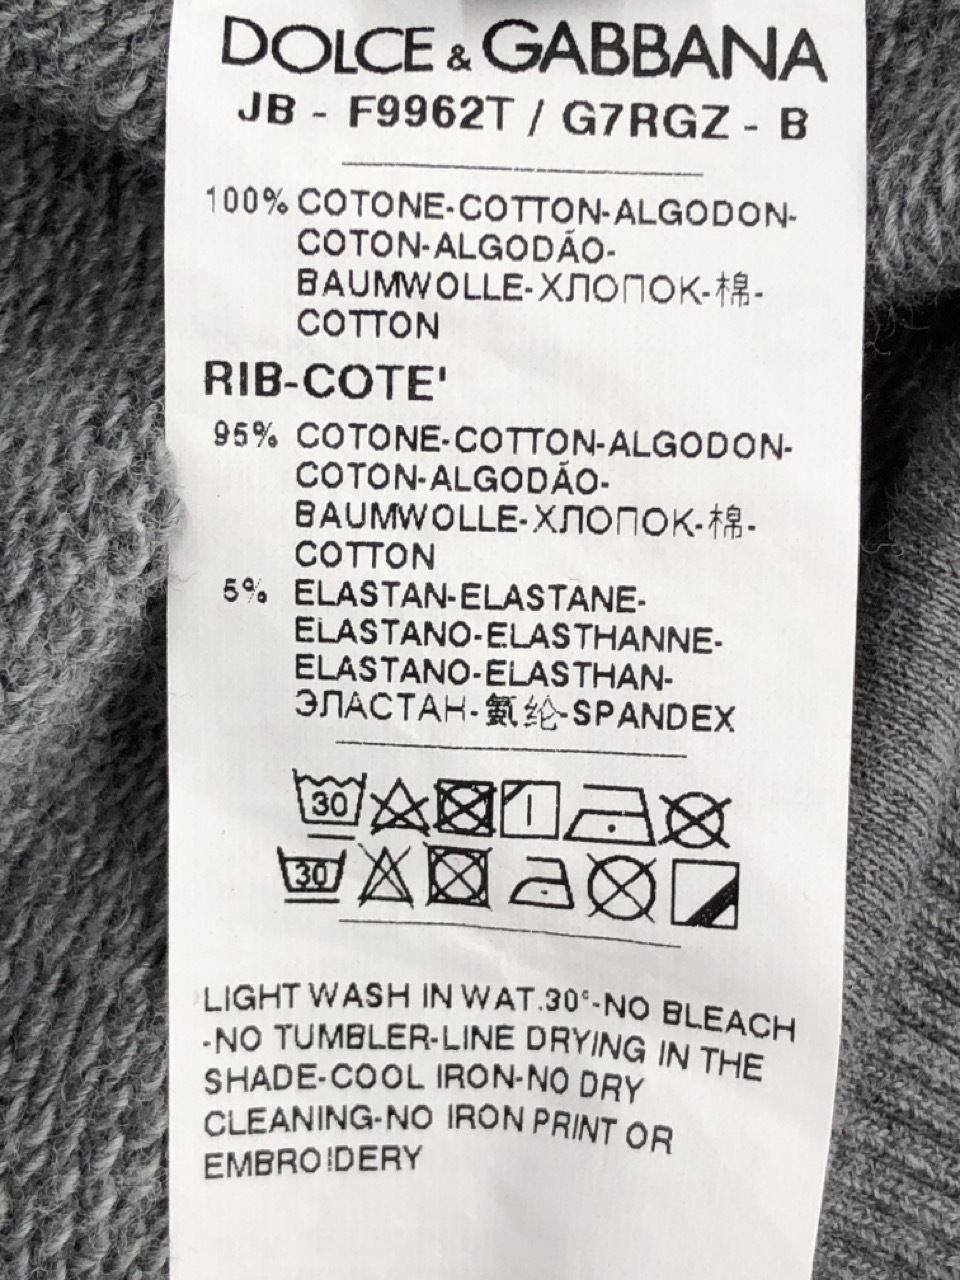 DOLCE & GABBANA
JB - F9962T / G7RGZ - B
100% COTONE-COTTON-ALGODON-
COTON-ALGODÃO-
BAUMWOLLE-ХЛОПОК-棉-
COTTON
RIB-COTE'
95% COTONE-COTTON-ALGODON-
COTON-ALGODÃO-
BAUMWOLLE-ХЛОПОК-棉-
COTTON
5% ELASTAN-ELASTANE-
ELASTANO-ELASTHANNE-
ELASTANO-ELASTHAN-
ЭЛАСТАН-氨纶-SPANDEX
30
30
LIGHT WASH IN WAT.30°-NO BLEACH
-NO TUMBLER-LINE DRYING IN THE
SHADE-COOL IRON-NO DRY
CLEANING-NO IRON PRINT OR
EMBROIDERY